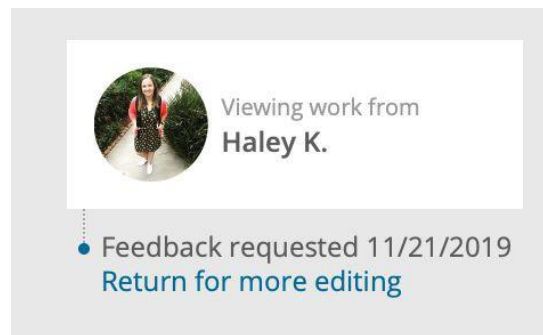 Viewing work from
Haley K.
Feedback requested 11/21/2019
Return for more editing